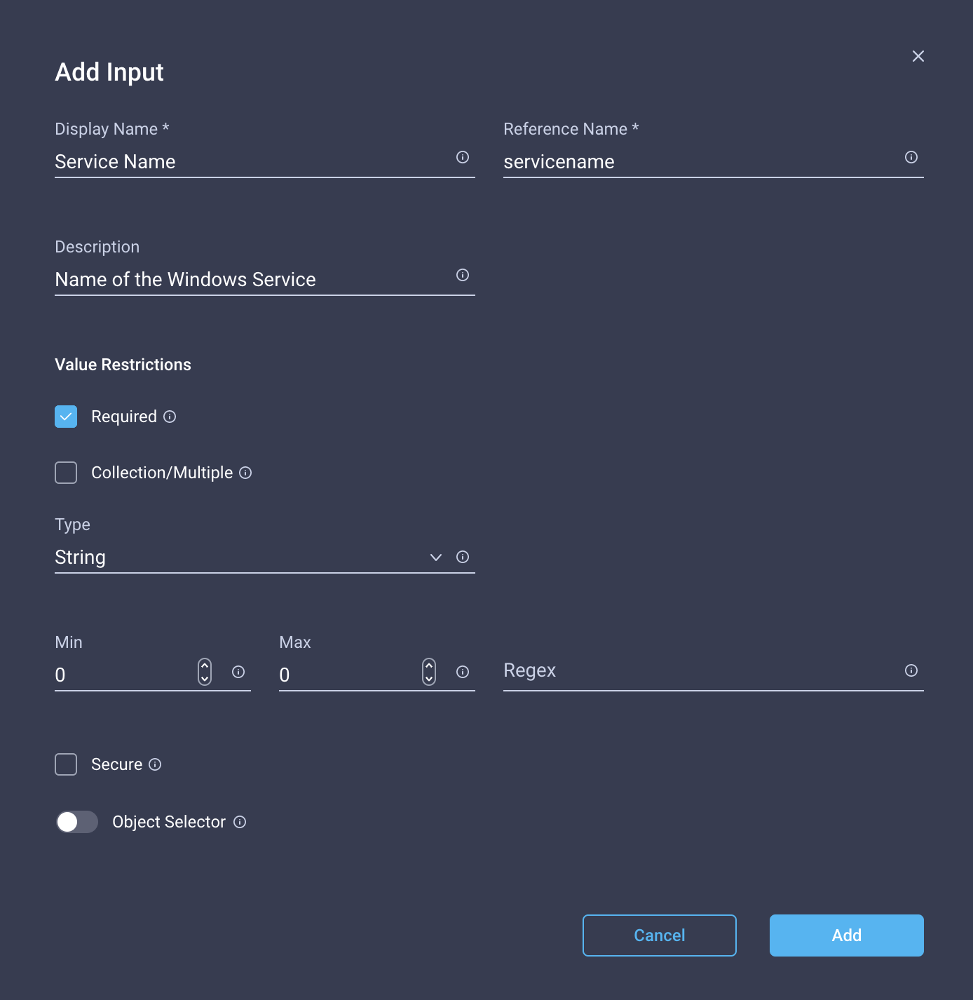 Add Input
Display Name *
Service Name
Reference Name *
servicename
Description
Name of the Windows Service
Value Restrictions
Required
Collection/Multiple
Type
String
Min
0
Max
0
Regex
Secure
Object Selector
Cancel
Add